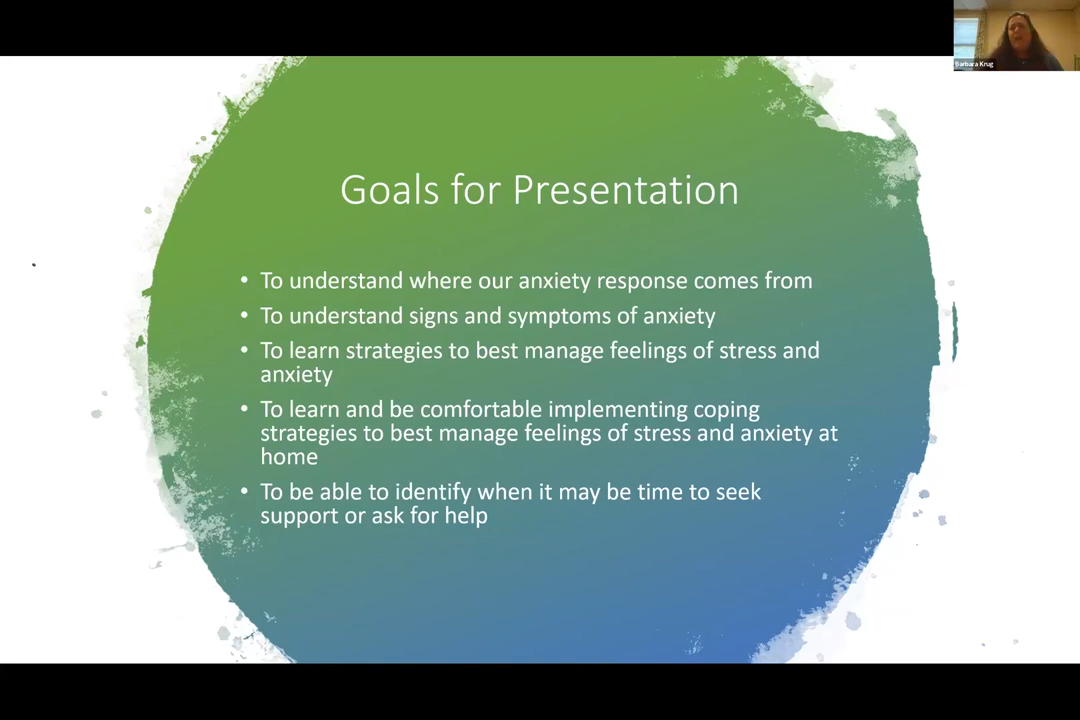 Barbara Krug
Goals for Presentation
• To understand where our anxiety response comes from
• To understand signs and symptoms of anxiety
• To learn strategies to best manage feelings of stress and
anxiety
• To learn and be comfortable implementing coping
strategies to best manage feelings of stress and anxiety at
home
• To be able to identify when it may be time to seek
support or ask for help